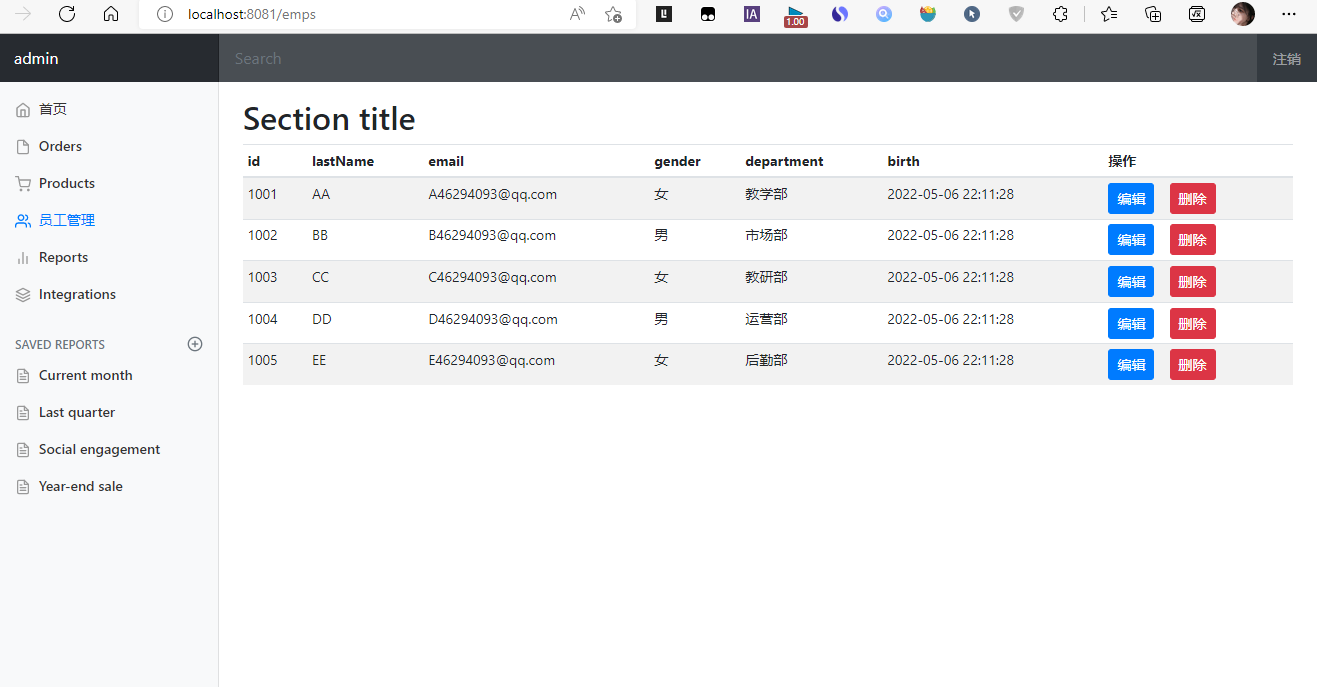 localhost:8081/emps
1.00
admin
Search
注销
首页
Orders
Products
员工管理
Reports
Integrations
SAVED REPORTS
Current month
Last quarter
Social engagement
Year-end sale
Section title
id lastName email gender department birth 操作
1001 AA A46294093@qq.com 女 教学部 2022-05-06 22:11:28 编辑 删除
1002 BB B46294093@qq.com 男 市场部 2022-05-06 22:11:28 编辑 删除
1003 CC C46294093@qq.com 女 教研部 2022-05-06 22:11:28 编辑 删除
1004 DD D46294093@qq.com 男 运营部 2022-05-06 22:11:28 编辑 删除
1005 EE E46294093@qq.com 女 后勤部 2022-05-06 22:11:28 编辑 删除